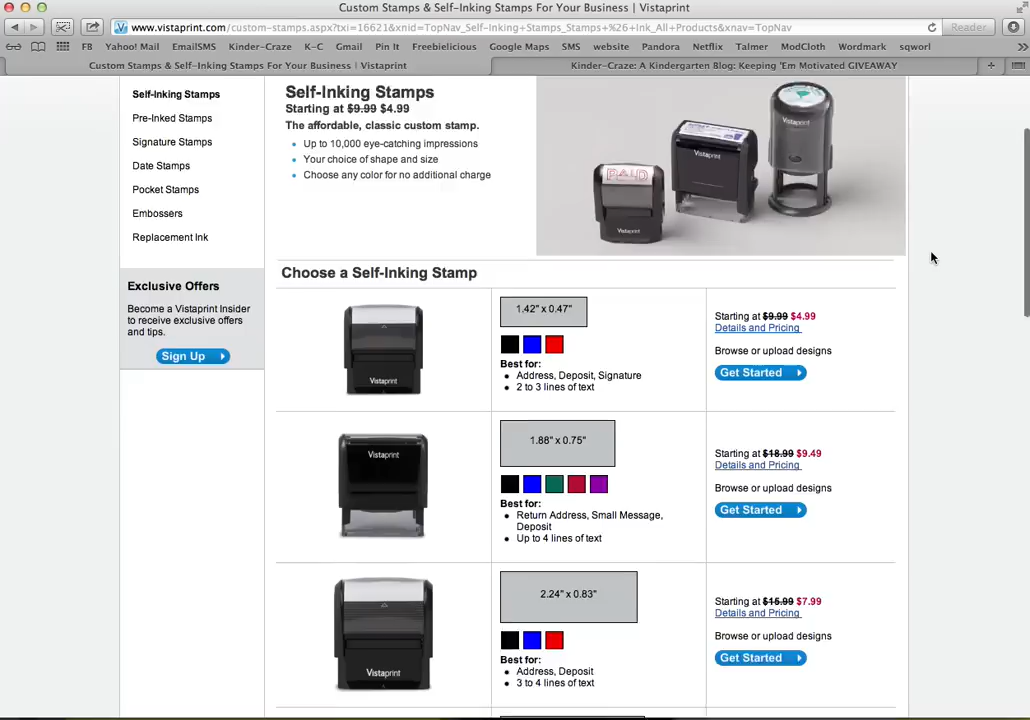 Custom Stamps & Self-Inking Stamps For Your Business | Vistaprint
www.vistaprint.com/custom-stamps.aspx?txi=16621&xnid=TopNav_Self-Inking+Stamps_Stamps+%26+Ink_All+Products&xnav=TopNav
Reader
FB Yahoo! Mail EmailSMS Kinder-Craze K-C Gmail Pin It Freebielicious Google Maps SMS website Pandora Netflix Talmer ModCloth Wordmark sqworl
Custom Stamps & Self-Inking Stamps For Your Business | Vistaprint
Kinder-Craze: A Kindergarten Blog: Keeping 'Em Motivated GIVEAWAY
Self-Inking Stamps
Pre-Inked Stamps
Signature Stamps
Date Stamps
Pocket Stamps
Embossers
Replacement Ink
Exclusive Offers
Become a Vistaprint Insider
to receive exclusive offers
and tips.
Sign Up
Self-Inking Stamps
Starting at $9.99 $4.99
The affordable, classic custom stamp.
Up to 10,000 eye-catching impressions
Your choice of shape and size
Choose any color for no additional charge
PAID
Vistaprint
Vistaprint
Vistaprint
Choose a Self-Inking Stamp
Vistaprint
1.42" x 0.47"
Best for:
Address, Deposit, Signature
2 to 3 lines of text
Starting at $9.99 $4.99
Details and Pricing
Browse or upload designs
Get Started
Vistaprint
1.88" x 0.75"
Best for:
Return Address, Small Message,
Deposit
Up to 4 lines of text
Starting at $18.99 $9.49
Details and Pricing
Browse or upload designs
Get Started
Vistaprint
2.24" x 0.83"
Best for:
Address, Deposit
3 to 4 lines of text
Starting at $15.99 $7.99
Details and Pricing
Browse or upload designs
Get Started